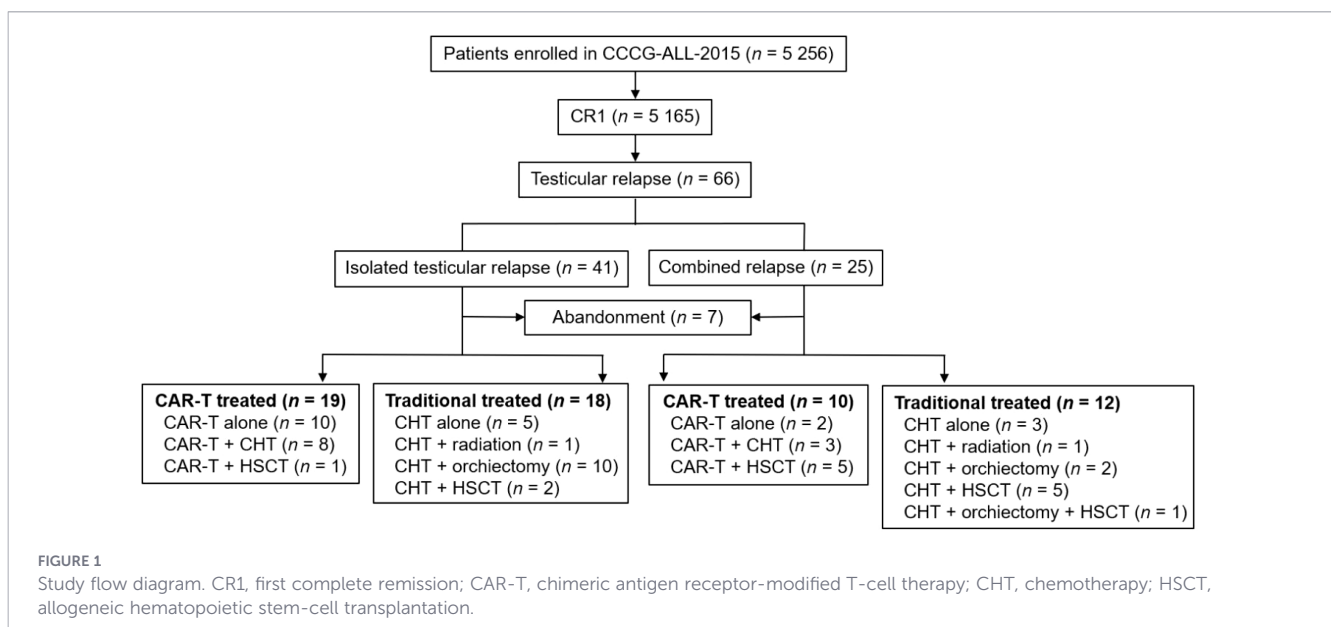 Patients enrolled in CCCG-ALL-2015 (n = 5 256)
CR1 (n = 5 165)
Testicular relapse (n = 66)
Isolated testicular relapse (n = 41)
Combined relapse (n = 25)
Abandonment (n = 7)
CAR-T treated (n = 19)
CAR-T alone (n = 10)
CAR-T + CHT (n = 8)
CAR-T + HSCT (n = 1)
Traditional treated (n = 18)
CHT alone (n = 5)
CHT + radiation (n = 1)
CHT + orchiectomy (n = 10)
CHT + HSCT (n = 2)
CAR-T treated (n = 10)
CAR-T alone (n = 2)
CAR-T + CHT (n = 3)
CAR-T + HSCT (n = 5)
Traditional treated (n = 12)
CHT alone (n = 3)
CHT + radiation (n = 1)
CHT + orchiectomy (n = 2)
CHT + HSCT (n = 5)
CHT + orchiectomy + HSCT (n = 1)
FIGURE 1
Study flow diagram. CR1, first complete remission; CAR-T, chimeric antigen receptor-modified T-cell therapy; CHT, chemotherapy; HSCT,
allogeneic hematopoietic stem-cell transplantation.